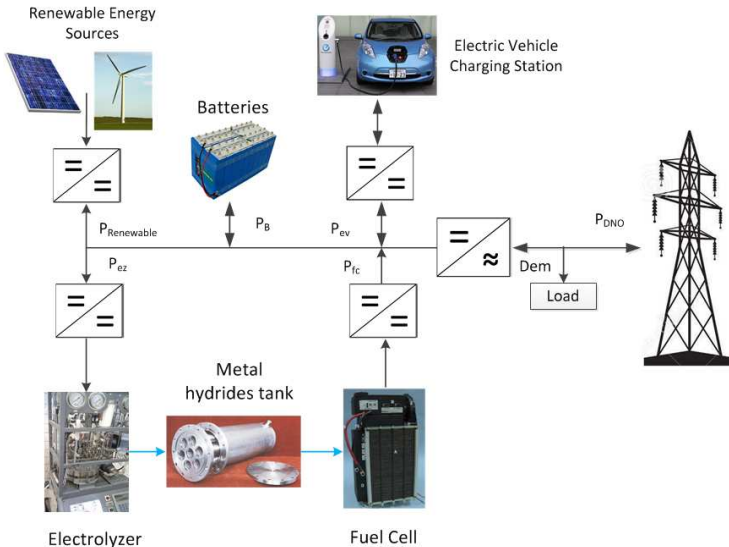 Renewable Energy
Sources
Electric Vehicle
Charging Station
Batteries
P_Renewable
P_B
P_ev
P_DNO
P_ez
P_fc
Dem
Load
Metal
hydrides tank
Electrolyzer
Fuel Cell